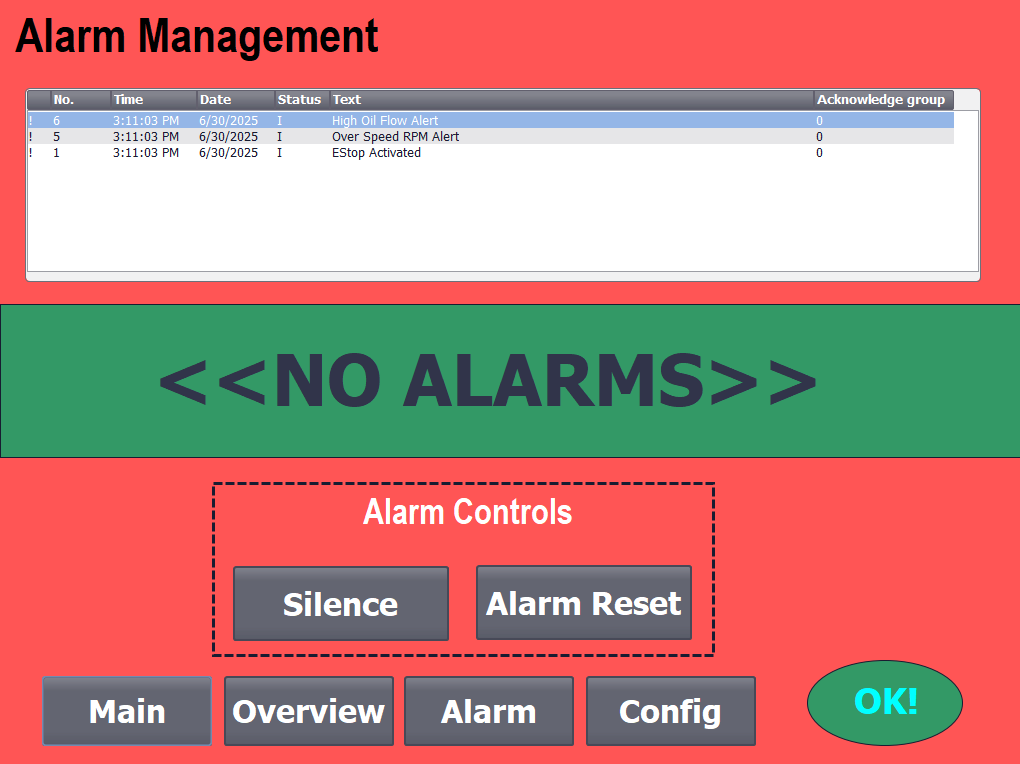 Alarm Management
No. Time Date Status Text Acknowledge group
! 6 3:11:03 PM 6/30/2025 I High Oil Flow Alert 0
! 5 3:11:03 PM 6/30/2025 I Over Speed RPM Alert 0
! 1 3:11:03 PM 6/30/2025 I EStop Activated 0
<<NO ALARMS>>
Alarm Controls
Silence Alarm Reset
Main Overview Alarm Config OK!